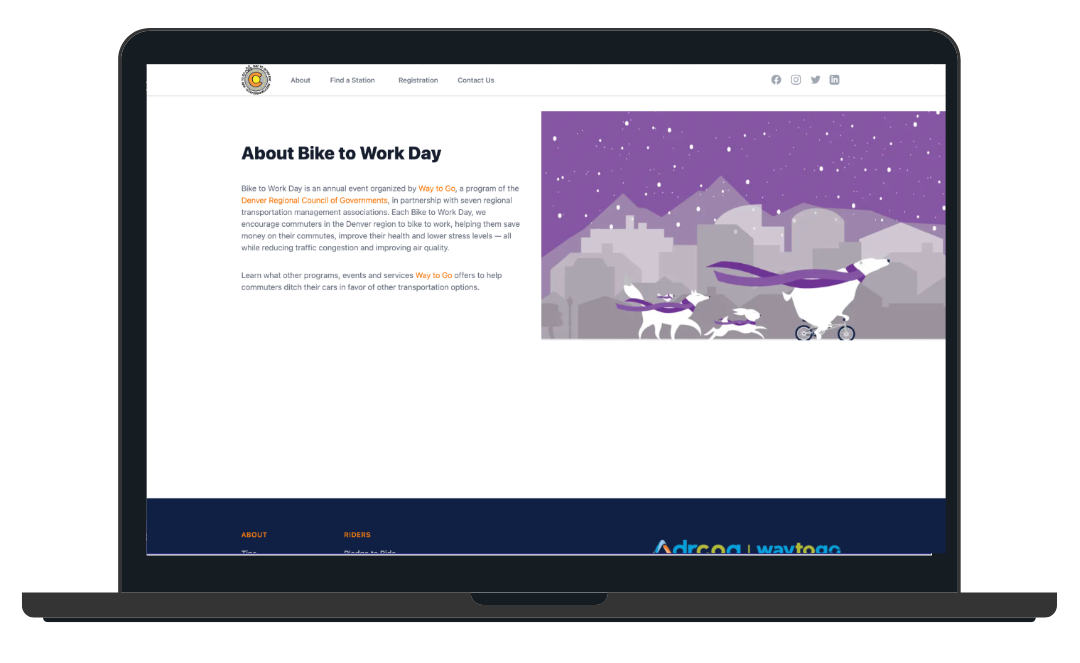 About Find a Station Registration Contact Us
About Bike to Work Day
Bike to Work Day is an annual event organized by Way to Go, a program of the
Denver Regional Council of Governments, in partnership with seven regional
transportation management associations. Each Bike to Work Day, we
encourage commuters in the Denver region to bike to work, helping them save
money on their commutes, improve their health and lower stress levels — all
while reducing traffic congestion and improving air quality.
Learn what other programs, events and services Way to Go offers to help
commuters ditch their cars in favor of other transportation options.
ABOUT RIDERS
Tips Pledge to Ride
drcog | waytogo